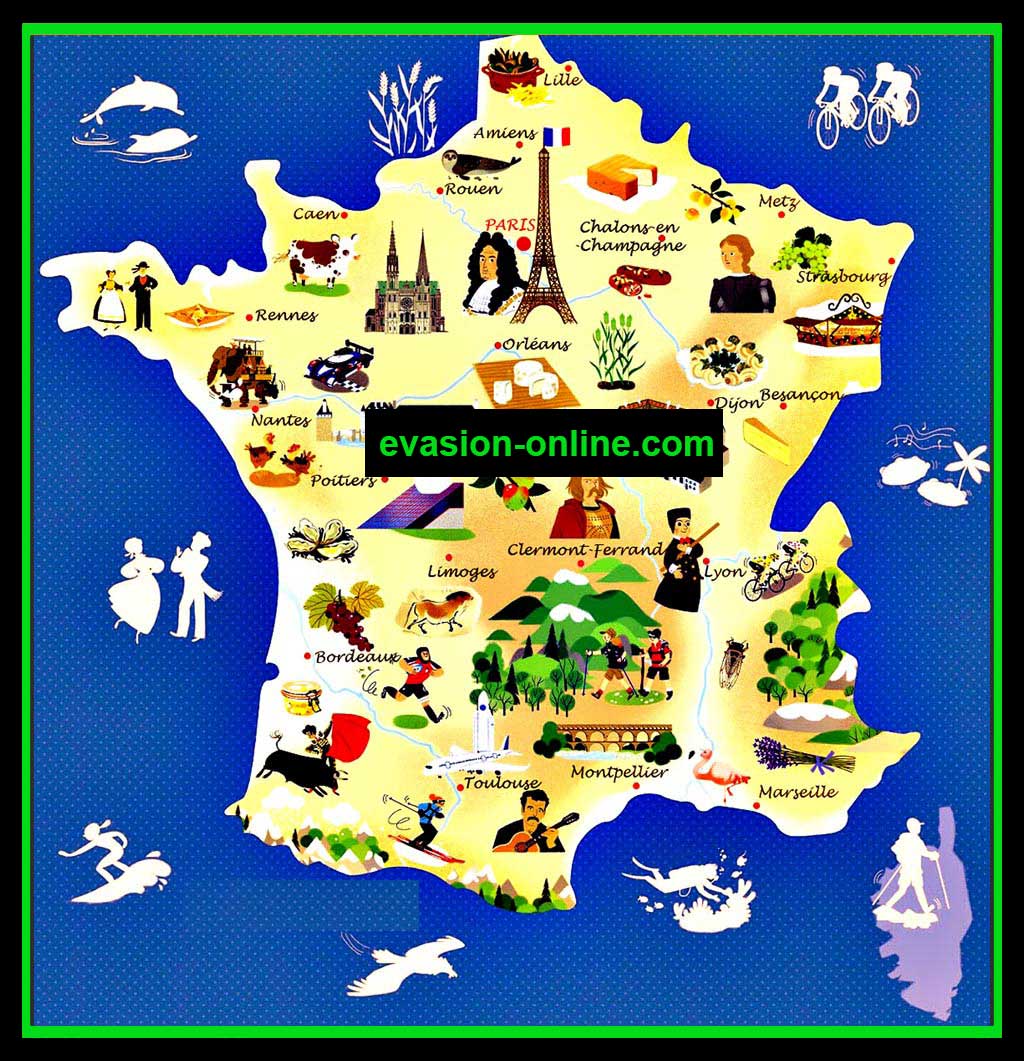 Lille
Amiens
Rouen
Caen
PARIS
Chalons-en
-Champagne
Metz
Strasbourg
Rennes
Orléans
Nantes
Dijon
Besançon
evasion-online.com
Poitiers
Clermont-Ferrand
Limoges
Lyon
Bordeaux
Toulouse
Montpellier
Marseille